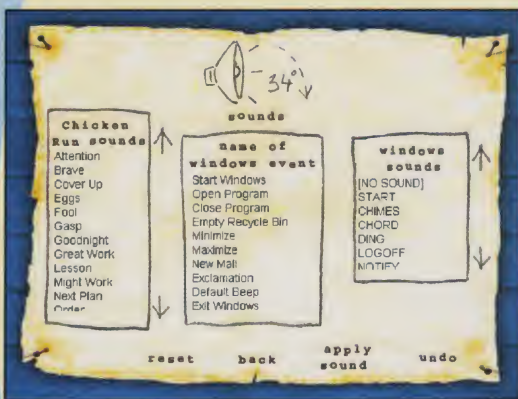 34°
sounds
Chicken
Run sounds
Attention
Brave
Cover Up
Eggs
Fool
Gasp
Goodnight
Great Work
Lesson
Might Work
Next Plan
Order
name of
windows event
Start Windows
Open Program
Close Program
Empty Recycle Bin
Minimize
Maximize
New Mail
Exclamation
Default Beep
Exit Windows
windows
sounds
[NO SOUND]
START
CHIMES
CHORD
DING
LOGOFF
NOTIFY
reset
back
apply
sound
undo